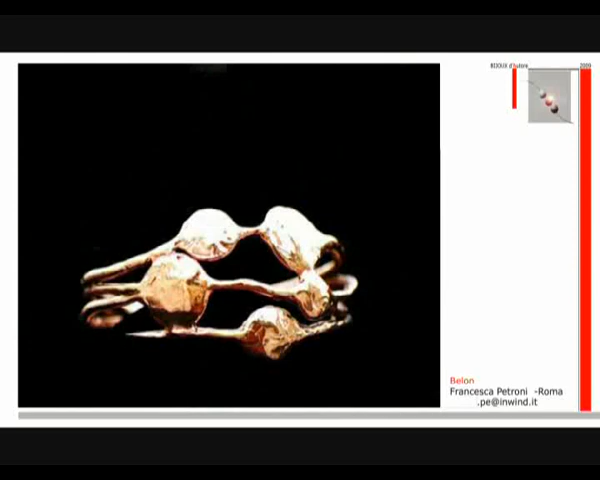 BIJOUX d'autore
2009
Belon
Francesca Petroni -Roma
.pe@inwind.it